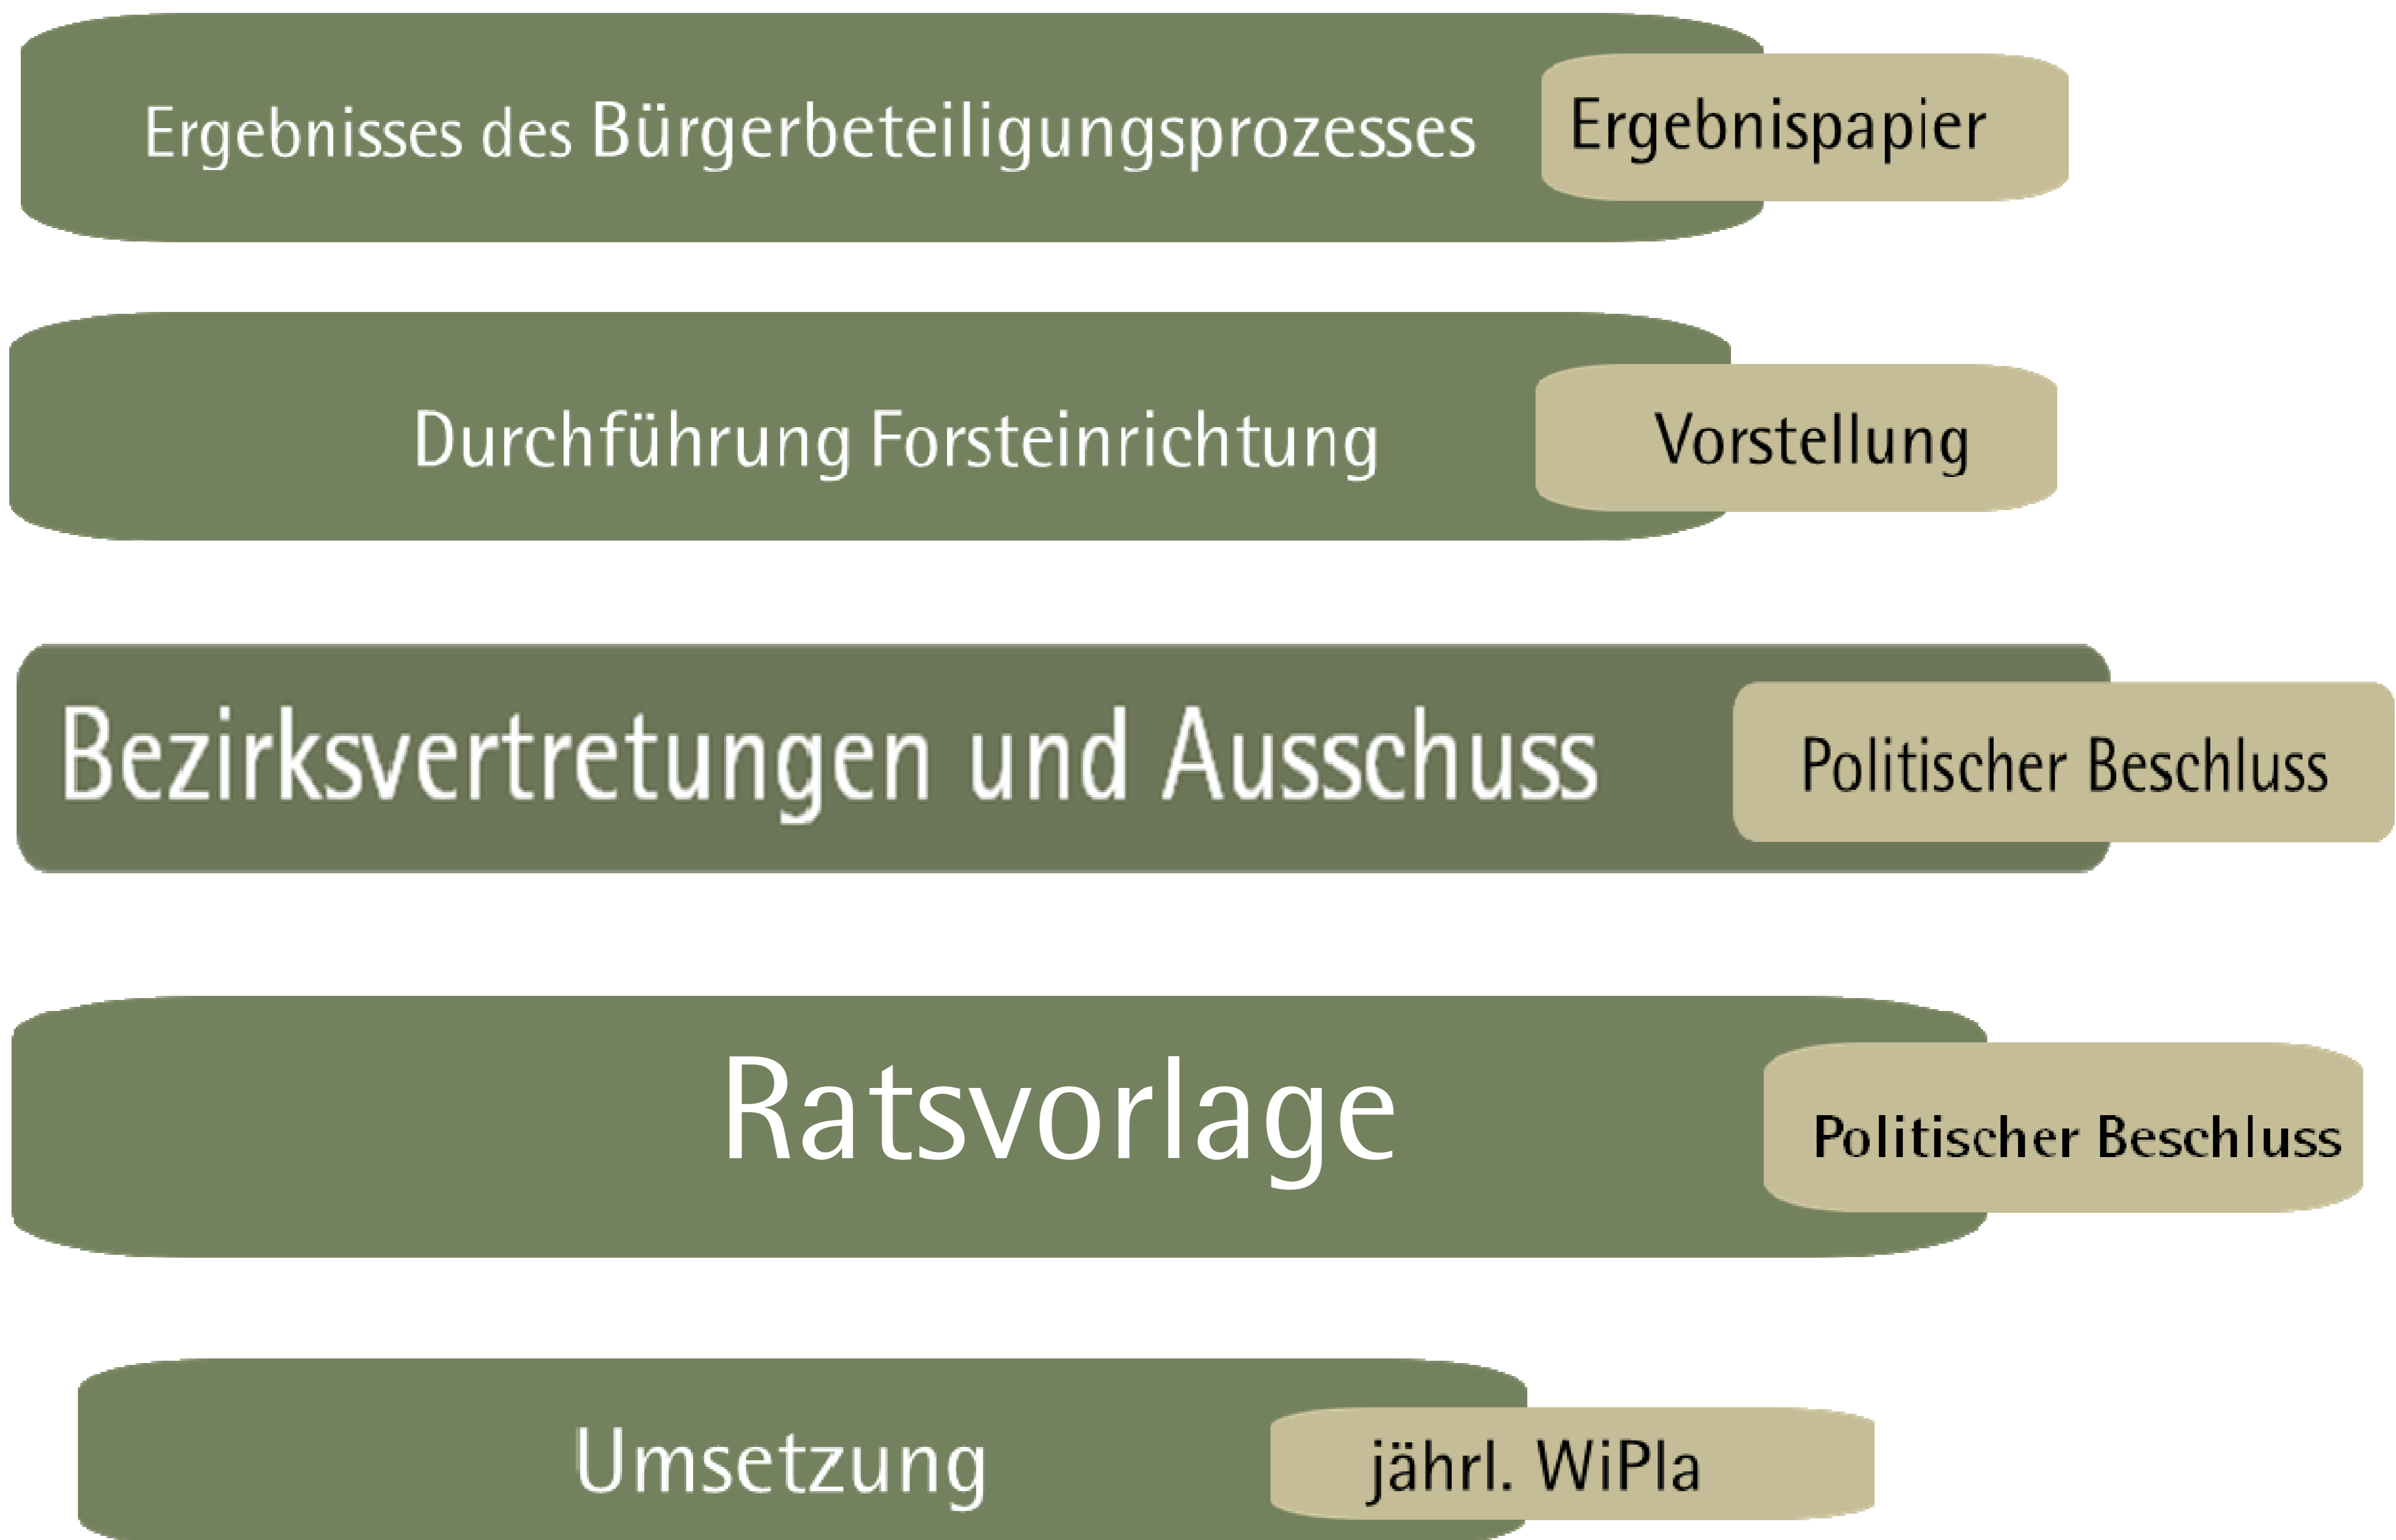 Ergebnisses des Bürgerbeteiligungsprozesses
Ergebnispapier
Durchführung Forsteinrichtung
Vorstellung
Bezirksvertretungen und Ausschuss
Politischer Beschluss
Ratsvorlage
Politischer Beschluss
Umsetzung
jährl. WiPla